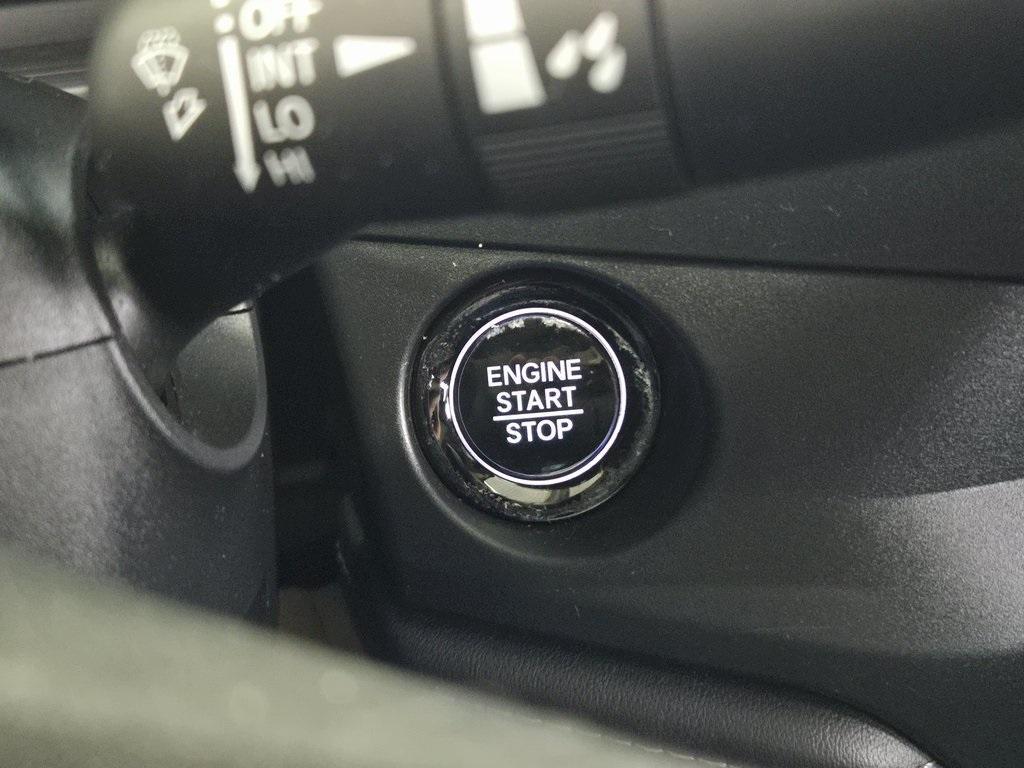 OFF
INT
LO
HI
ENGINE
START
STOP